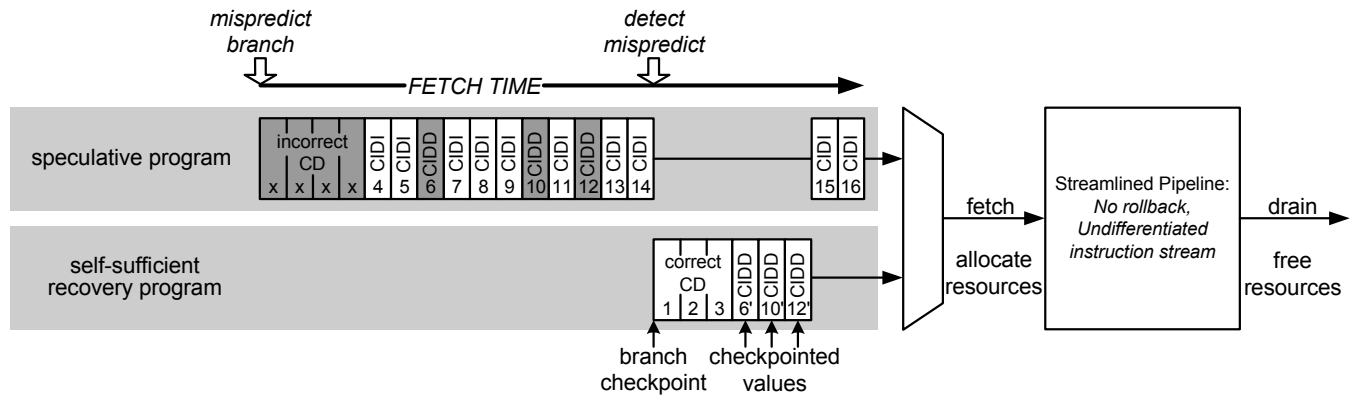 mispredict
branch
detect
mispredict
FETCH TIME
speculative program
incorrect
CD
x x x x
CIDI 4
CIDI 5
CIDD 6
CIDI 7
CIDI 8
CIDI 9
CIDD 10
CIDI 11
CIDD 12
CIDI 13
CIDI 14
CIDI 15
CIDI 16
self-sufficient
recovery program
correct
CD
1 2 3
CIDD 6'
CIDD 10'
CIDD 12'
branch
checkpoint
checkpointed
values
fetch
allocate
resources
Streamlined Pipeline:
No rollback,
Undifferentiated
instruction stream
drain
free
resources